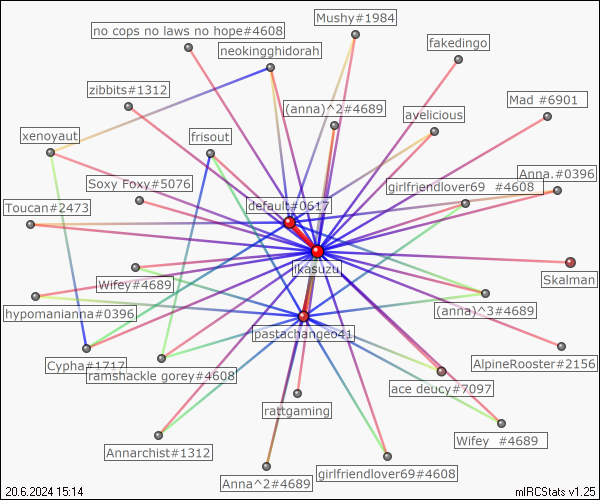 Mushy#1984
no cops no laws no hope#4608
fakedingo
neokingghidorah
zibbits#1312
(anna)^2#4689
Mad #6901
avelicious
xenoyaut
frisout
Anna.#0396
Soxy Foxy#5076
girlfriendlover69 #4608
default#0617
Toucan#2473
ikasuzu
Skalman
Wifey#4689
hypomanianna#0396
(anna)^3#4689
pastachangeo41
Cypha#1717
AlpineRooster#2156
ramshackle gorey#4608
ace deucy#7097
rattgaming
Wifey #4689
Annarchist#1312
girlfriendlover69#4608
Anna^2#4689
20.6.2024 15:14
mIRCStats v1.25